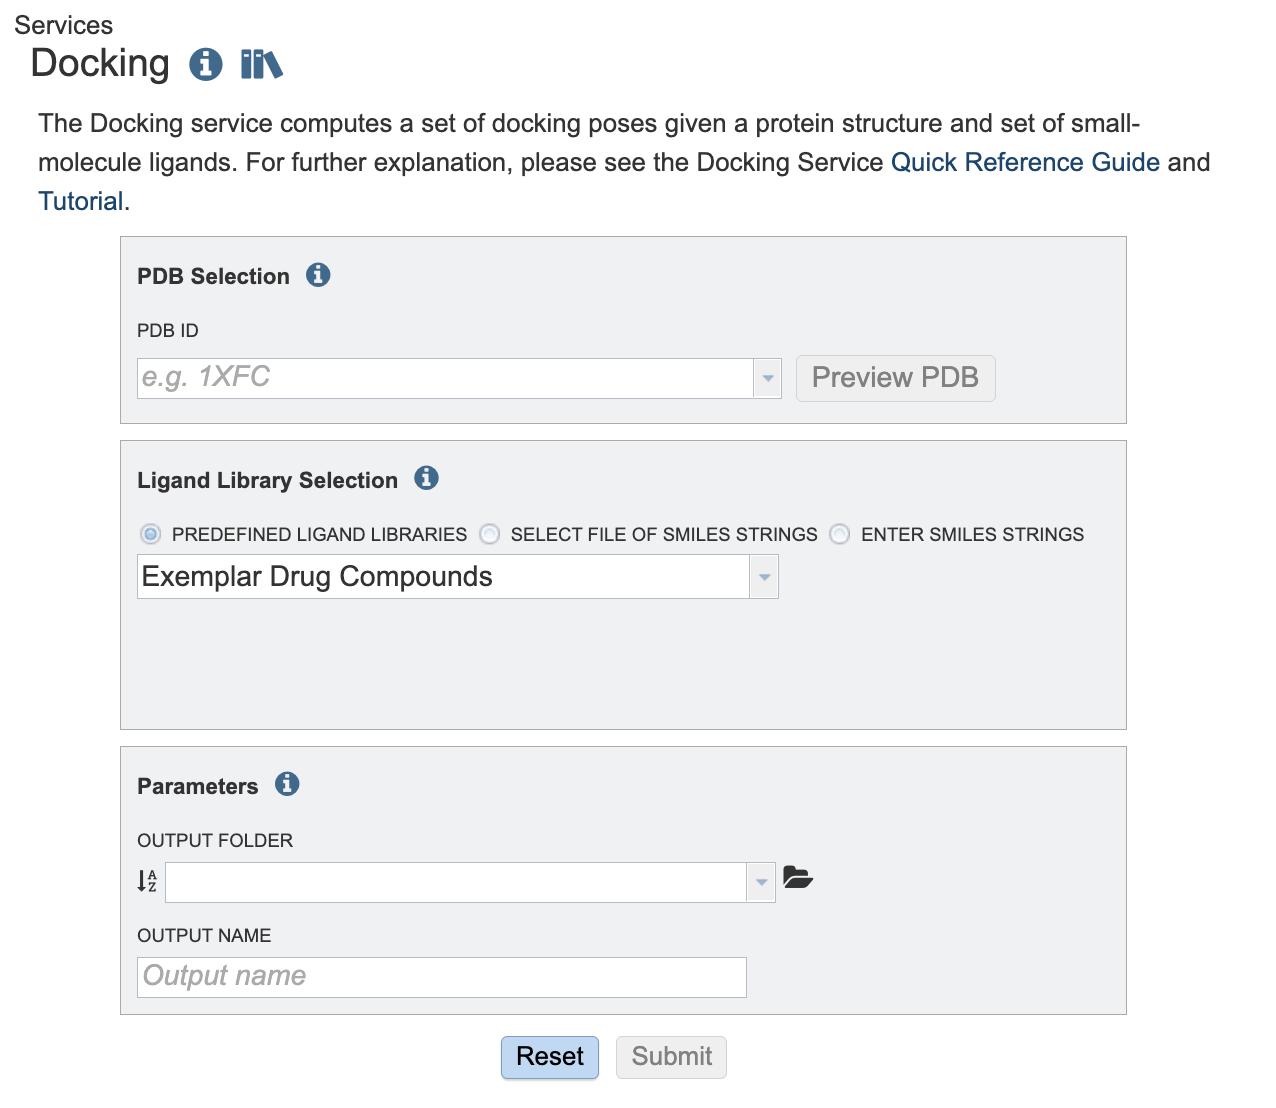 Services
Docking
The Docking service computes a set of docking poses given a protein structure and set of small-
molecule ligands. For further explanation, please see the Docking Service Quick Reference Guide and
Tutorial.
PDB Selection
PDB ID
e.g. 1XFC
Preview PDB
Ligand Library Selection
PREDEFINED LIGAND LIBRARIES SELECT FILE OF SMILES STRINGS ENTER SMILES STRINGS
Exemplar Drug Compounds
Parameters
OUTPUT FOLDER
OUTPUT NAME
Output name
Reset Submit